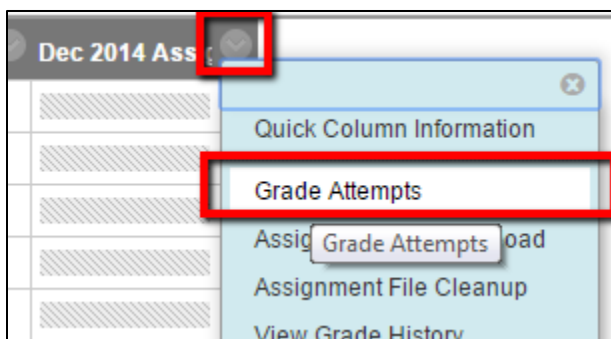 Dec 2014 Ass
Quick Column Information
Grade Attempts
Assig
Grade Attempts
oad
Assignment File Cleanup
View Grade History